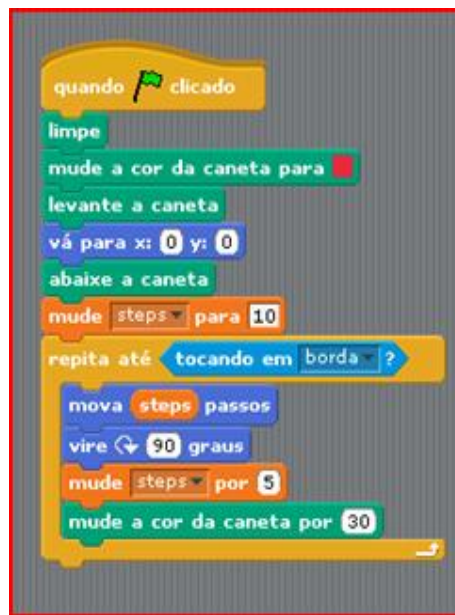 quando clicado
limpe
mude a cor da caneta para
levante a caneta
vá para x: 0 y: 0
abaixe a caneta
mude steps para 10
repita até tocando em borda ?
mova steps passos
vire 90 graus
mude steps por 5
mude a cor da caneta por 30